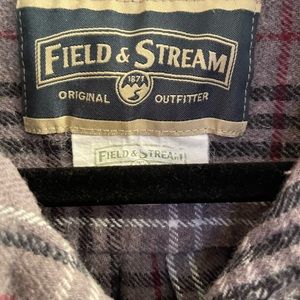 FIELD & STREAM
1871
ORIGINAL OUTFITTER
FIELD & STREAM